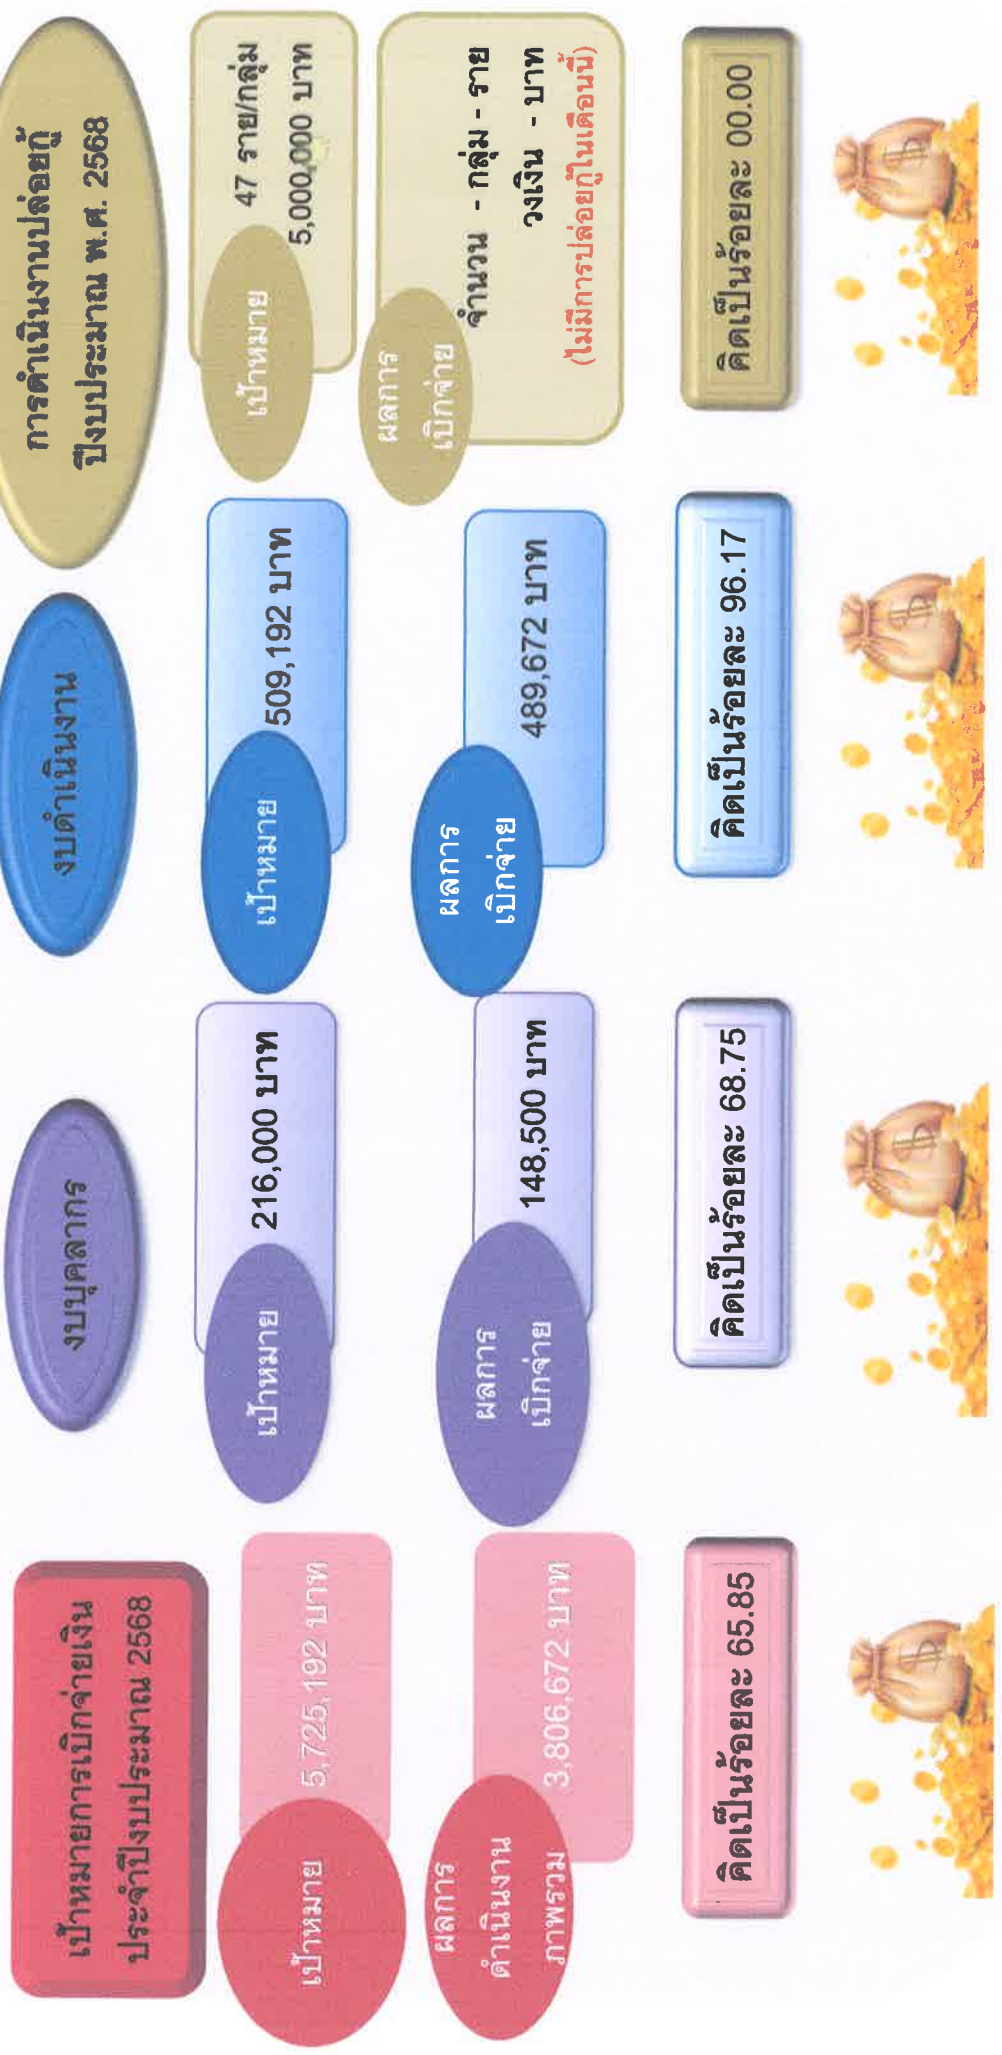 เป้าหมายการเบิกจ่ายเงิน
ประจำปีงบประมาณ 2568
เป้าหมาย
5,725,192 บาท
ผลการ
ดำเนินงาน
ภาพรวม
3,806,672 บาท
คิดเป็นร้อยละ 65.85
งบบุคลากร
เป้าหมาย
216,000 บาท
ผลการ
เบิกจ่าย
148,500 บาท
คิดเป็นร้อยละ 68.75
งบดำเนินงาน
เป้าหมาย
509,192 บาท
ผลการ
เบิกจ่าย
489,672 บาท
คิดเป็นร้อยละ 96.17
การดำเนินงานปล่อยกู้
ปีงบประมาณ พ.ศ. 2568
เป้าหมาย
47 ราย/กลุ่ม
5,000,000 บาท
ผลการ
เบิกจ่าย
จำนวน - กลุ่ม - ราย
วงเงิน - บาท
(ไม่มีการปล่อยกู้ในเดือนนี้)
คิดเป็นร้อยละ 00.00